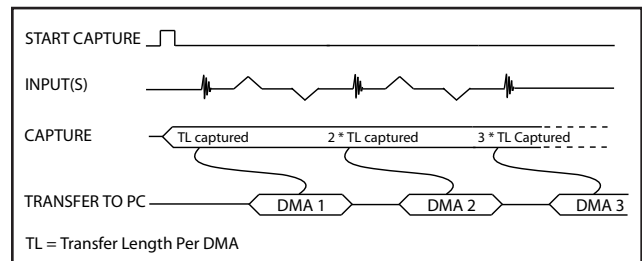 START CAPTURE
INPUT(S)
CAPTURE TL captured 2 * TL captured 3 * TL Captured
TRANSFER TO PC DMA 1 DMA 2 DMA 3
TL = Transfer Length Per DMA